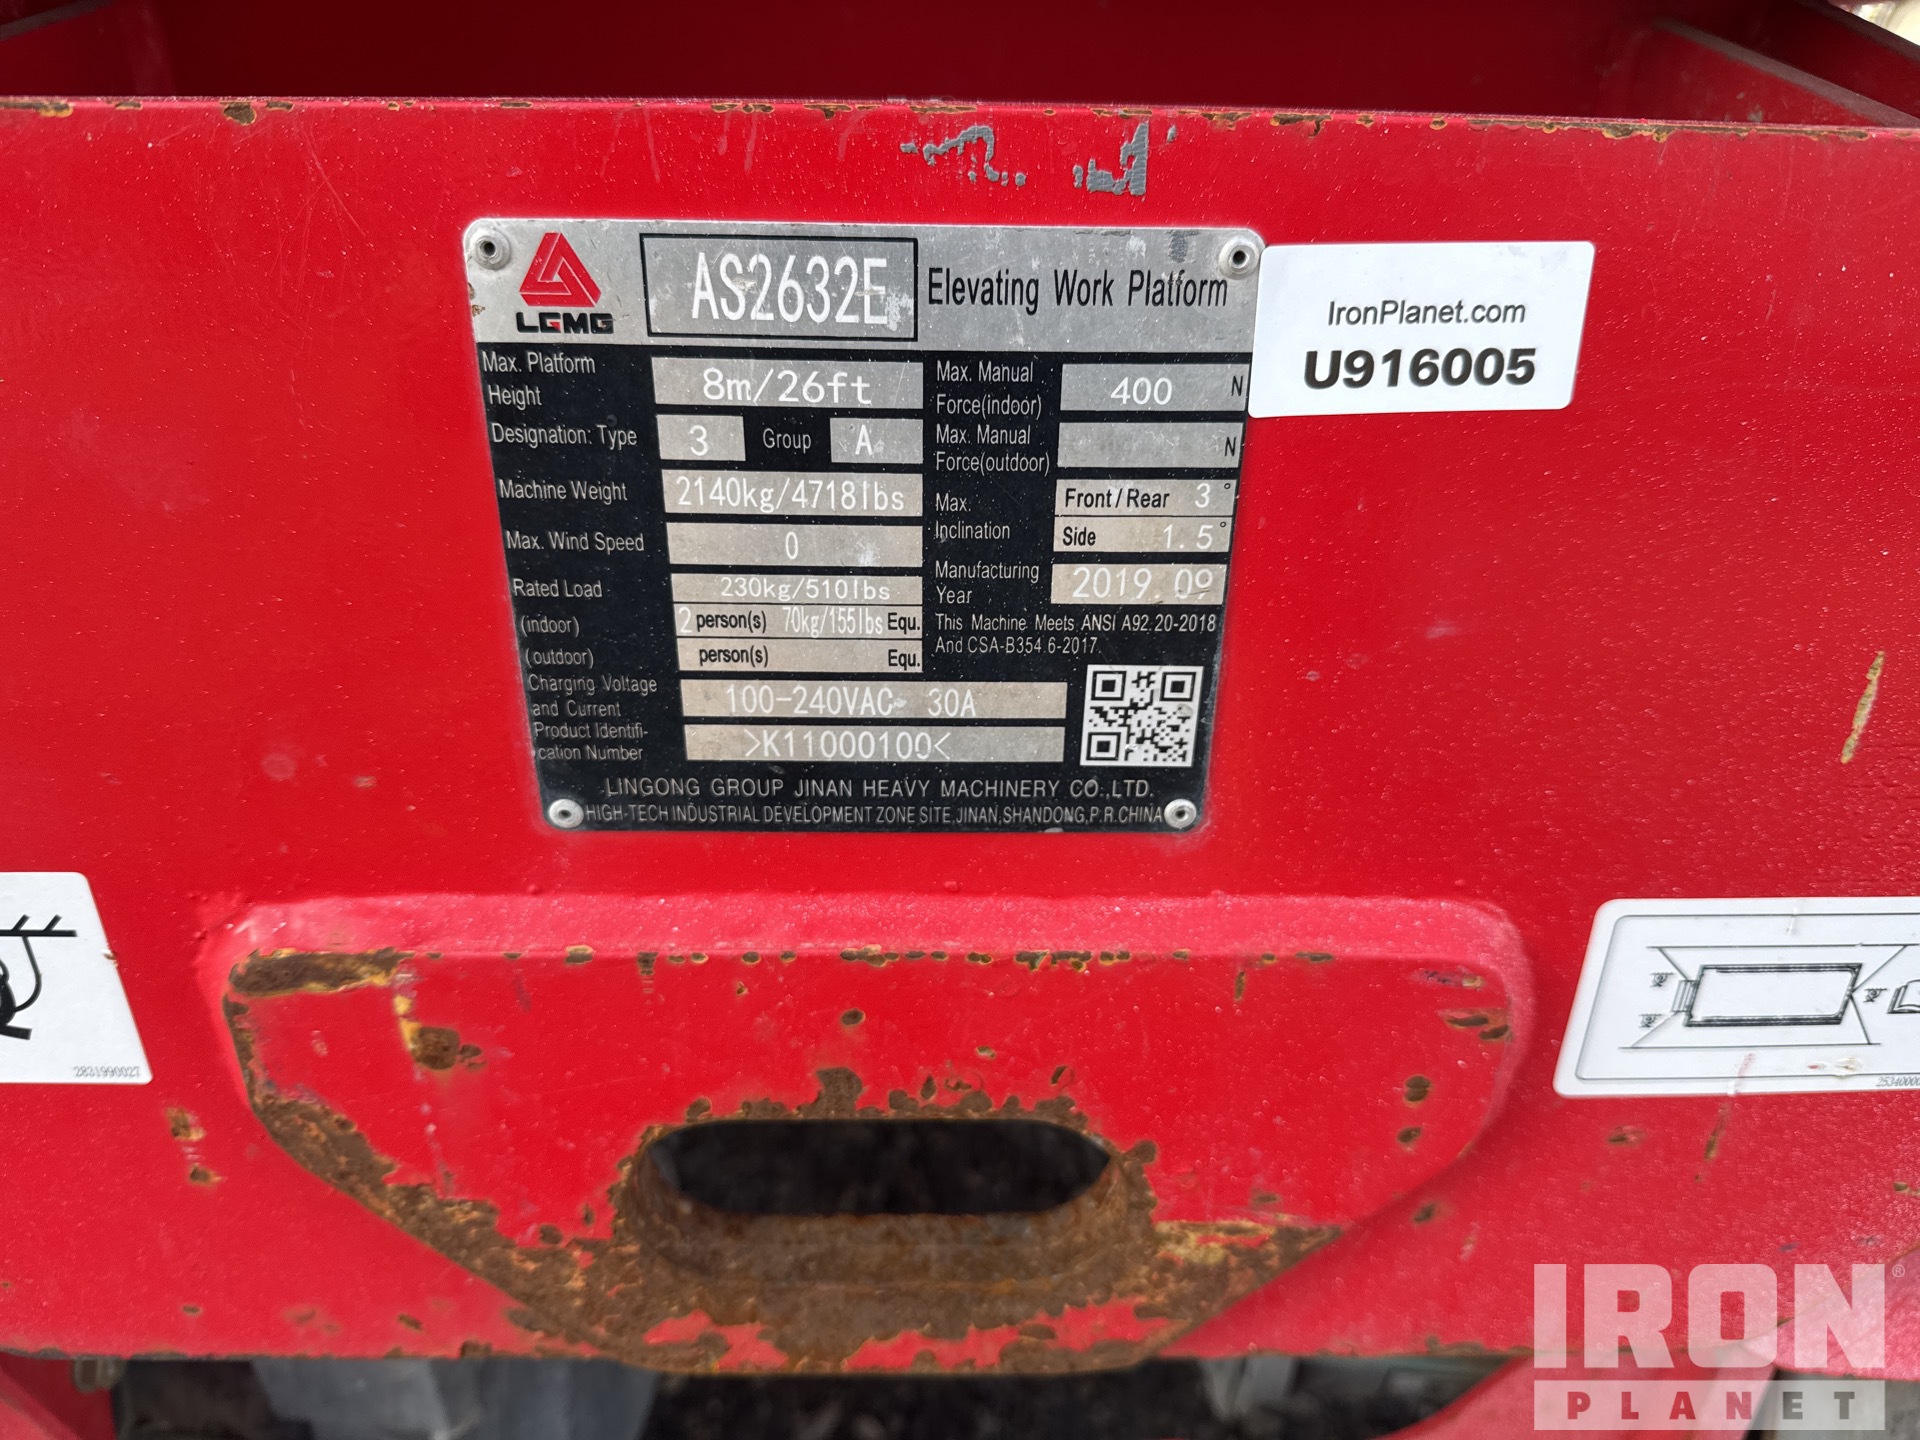 LGMG
AS2632E
Elevating Work Platform
Max. Platform Height
8m/26ft
Designation: Type
3
Group
A
Machine Weight
2140kg/4718lbs
Max. Wind Speed
0
Rated Load
230kg/510lbs
(indoor)
2 person(s) 70kg/155lbs Equ.
(outdoor)
person(s) Equ.
Charging Voltage and Current
100-240VAC 30A
Product Identifi-
cation Number
>K11000100<
Max. Manual Force(indoor)
400 N
Max. Manual Force(outdoor)
N
Max. Inclination
Front/Rear 3°
Side 1.5°
Manufacturing Year
2019.09
This Machine Meets ANSI A92.20-2018
And CSA-B354.6-2017.
LINGONG GROUP JINAN HEAVY MACHINERY CO.,LTD.
HIGH-TECH INDUSTRIAL DEVELOPMENT ZONE SITE,JINAN,SHANDONG,P.R.CHINA
IronPlanet.com
U916005
2831990027
IRON®
PLANET